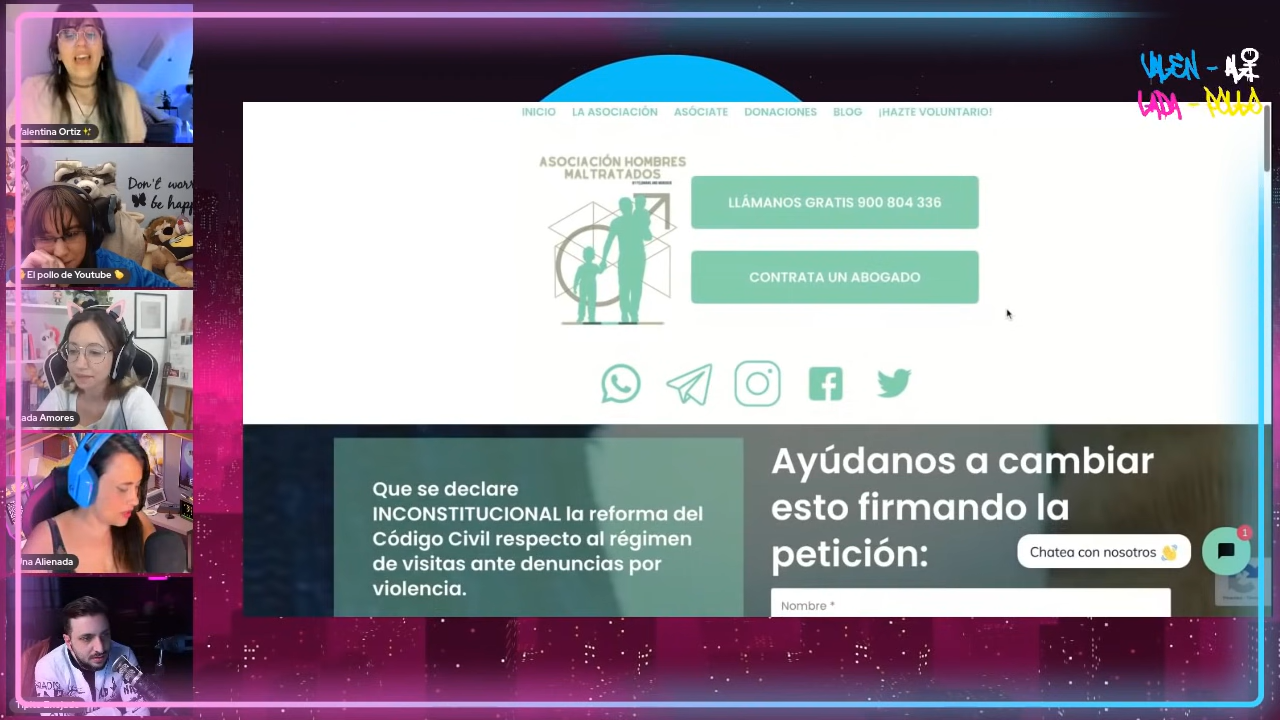 Valentina Ortiz ✨
Don't
be
El pollo de Youtube 🐤
ada Amores
na Alienada
VALEN -
LADA - POLLO
INICIO LA ASOCIACIÓN ASÓCIATE DONACIONES BLOG ¡HAZTE VOLUNTARIO!
ASOCIACIÓN HOMBRES
MALTRATADOS
LLÁMANOS GRATIS 900 804 336
CONTRATA UN ABOGADO
Que se declare
INCONSTITUCIONAL la reforma del
Código Civil respecto al régimen
de visitas ante denuncias por
violencia.
Ayúdanos a cambiar
esto firmando la
petición:
Nombre *
Chatea con nosotros 👋
1